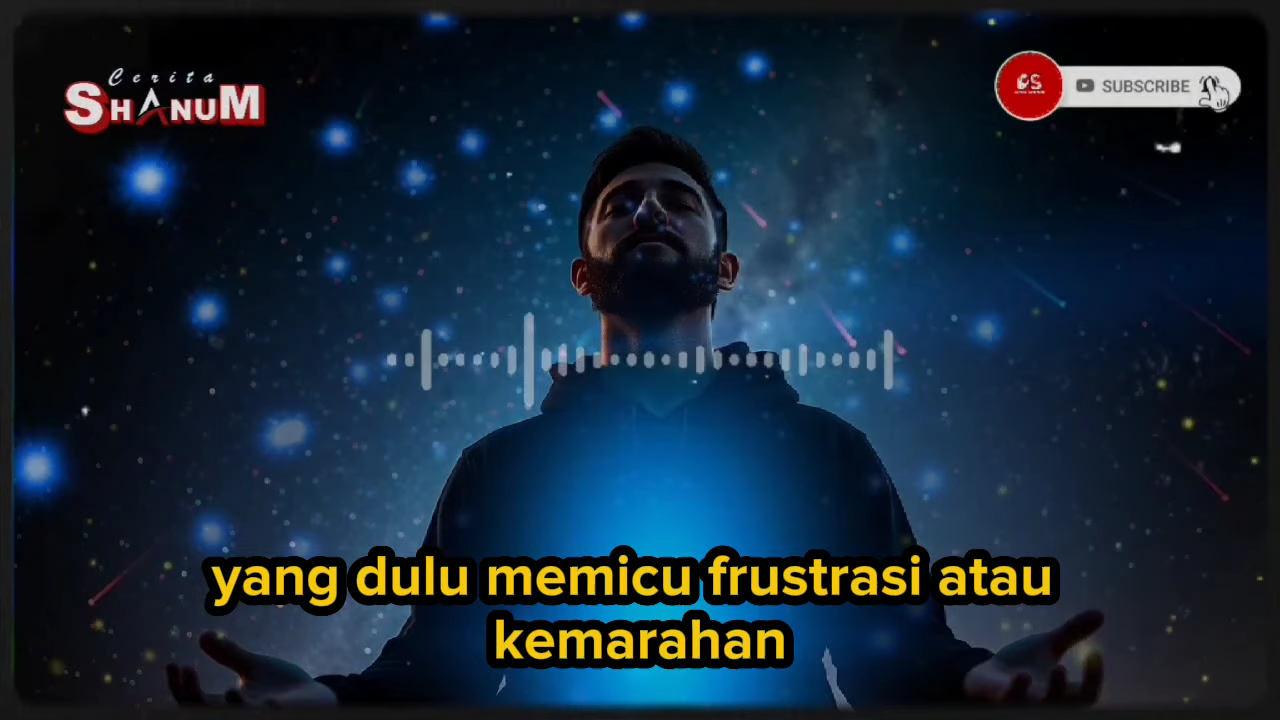 Cerita
SHANUM
SUBSCRIBE
yang dulu memicu frustrasi atau
kemarahan